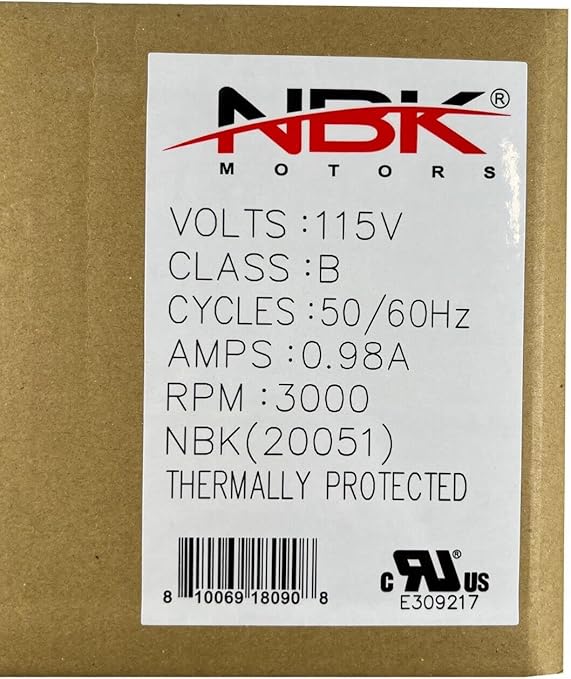 NBK®
MOTORS
VOLTS :115V
CLASS :B
CYCLES :50/60Hz
AMPS :0.98A
RPM :3000
NBK(20051)
THERMALLY PROTECTED
8 10069 18090 8
c RU® US
E309217